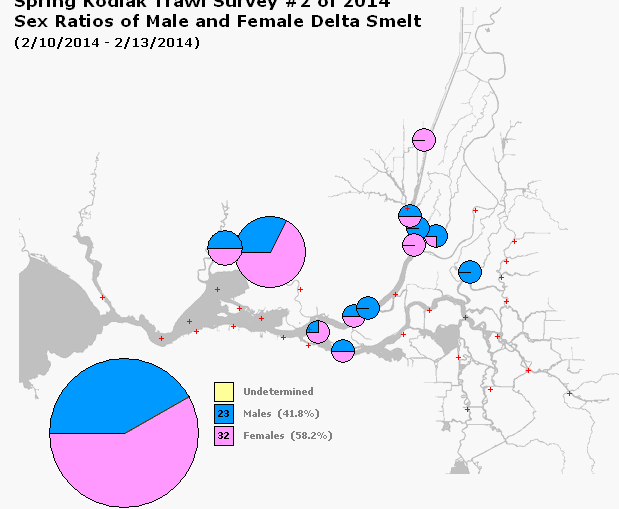 Spring Kodiak Trawl Survey #2 of 2014
Sex Ratios of Male and Female Delta Smelt
(2/10/2014 - 2/13/2014)
Undetermined
23 Males (41.8%)
32 Females (58.2%)